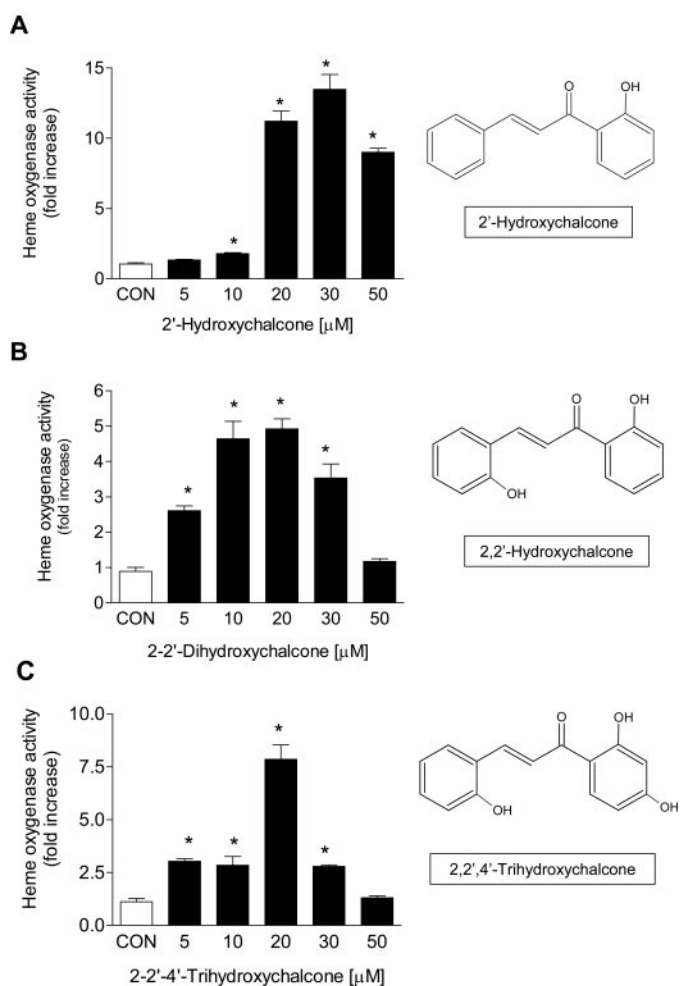 A
Heme oxygenase activity
(fold increase)
15
10
5
0
*
*
*
*
CON 5 10 20 30 50
2'-Hydroxychalcone [μM]
O
OH
2'-Hydroxychalcone
B
Heme oxygenase activity
(fold increase)
6
5
4
3
2
1
0
*
*
*
*
CON 5 10 20 30 50
2-2'-Dihydroxychalcone [μM]
O
OH
OH
2,2'-Hydroxychalcone
C
Heme oxygenase activity
(fold increase)
10.0
7.5
5.0
2.5
0.0
*
*
*
*
CON 5 10 20 30 50
2-2'-4'-Trihydroxychalcone [μM]
O
OH
OH
OH
2,2',4'-Trihydroxychalcone